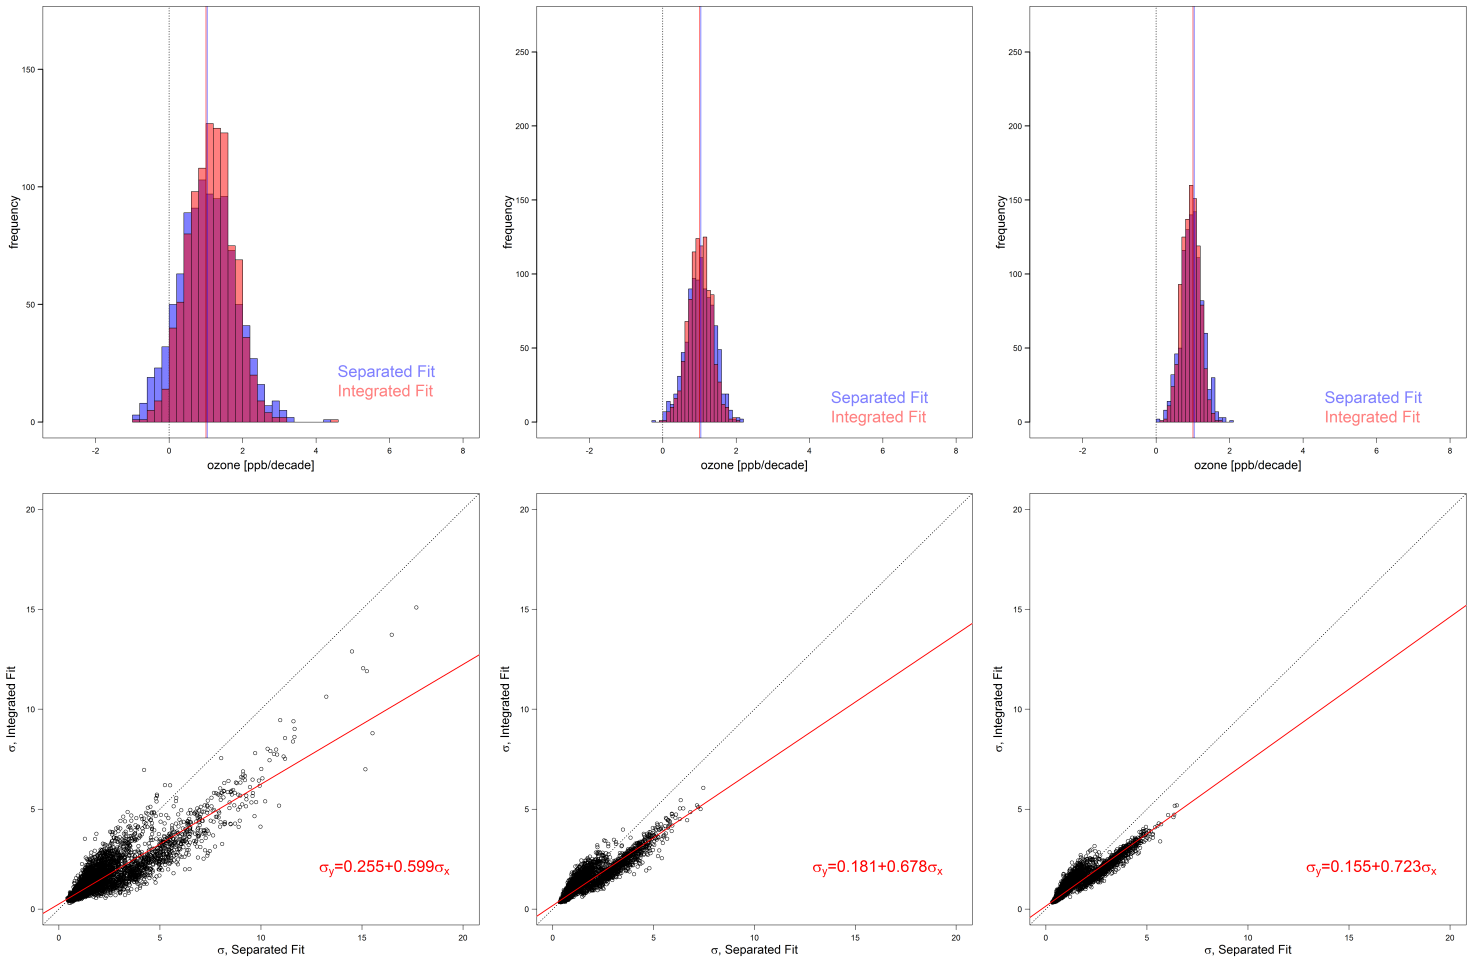 frequency
150
100
50
0
-2 0 2 4 6 8
ozone [ppb/decade]
Separated Fit
Integrated Fit
frequency
250
200
150
100
50
0
-2 0 2 4 6 8
ozone [ppb/decade]
Separated Fit
Integrated Fit
frequency
250
200
150
100
50
0
-2 0 2 4 6 8
ozone [ppb/decade]
Separated Fit
Integrated Fit
σ, Integrated Fit
20
15
10
5
0
σy=0.255+0.599σx
0 5 10 15 20
σ, Separated Fit
σ, Integrated Fit
20
15
10
5
0
σy=0.181+0.678σx
0 5 10 15 20
σ, Separated Fit
σ, Integrated Fit
20
15
10
5
0
σy=0.155+0.723σx
0 5 10 15 20
σ, Separated Fit